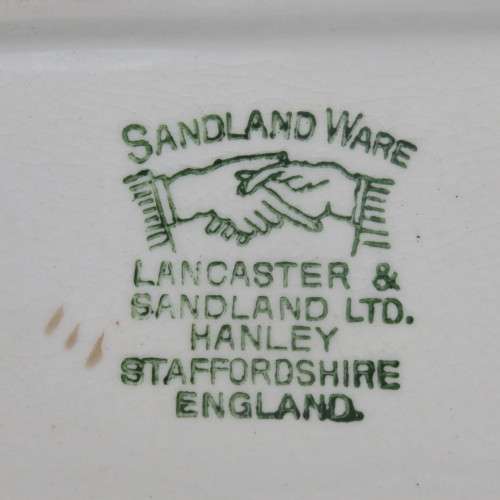 SANDLAND WARE
LANCASTER &
SANDLAND LTD.
HANLEY
STAFFORDSHIRE
ENGLAND.